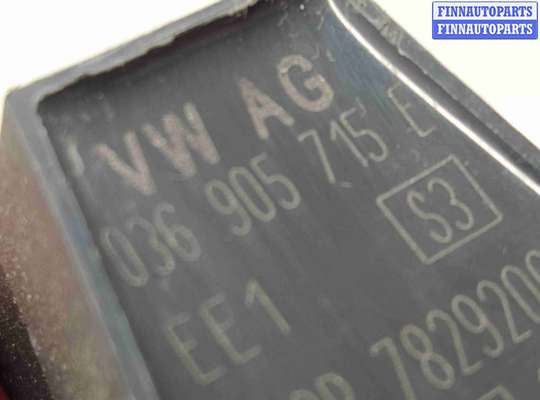 FINNAUTOPARTS
FINNAUTOPARTS
VW AG
036 905 715 E
S3
EE1